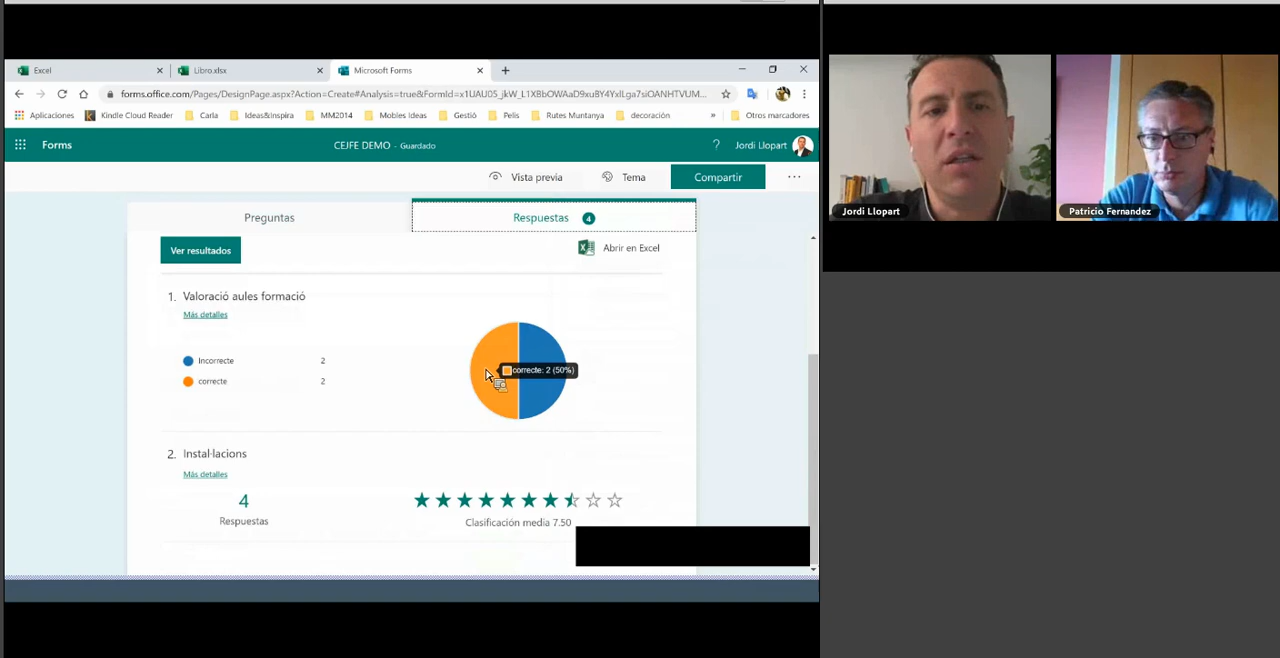 Excel
Libro.xlsx
Microsoft Forms
forms.office.com/Pages/DesignPage.aspx?Action=Create#Analysis=true&FormId=x1UAU05_jkW_L1XBbOWAaD9xuBY4YxlLga7siOANHTVUM...
Aplicaciones
Kindle Cloud Reader
Carla
Ideas&Inspira
MM2014
Mobles Ideas
Gestió
Pelis
Rutes Muntanya
decoración
»
Otros marcadores
Forms
CEJFE DEMO - Guardado
?
Jordi Llopart
Vista previa
Tema
Compartir
...
Preguntas
Respuestas 4
Ver resultados
Abrir en Excel
1. Valoració aules formació
Más detalles
Incorrecte 2
correcte 2
correcte: 2 (50%)
2. Instal·lacions
Más detalles
4
Respuestas
Clasificación media 7.50
Jordi Llopart
Patricio Fernandez